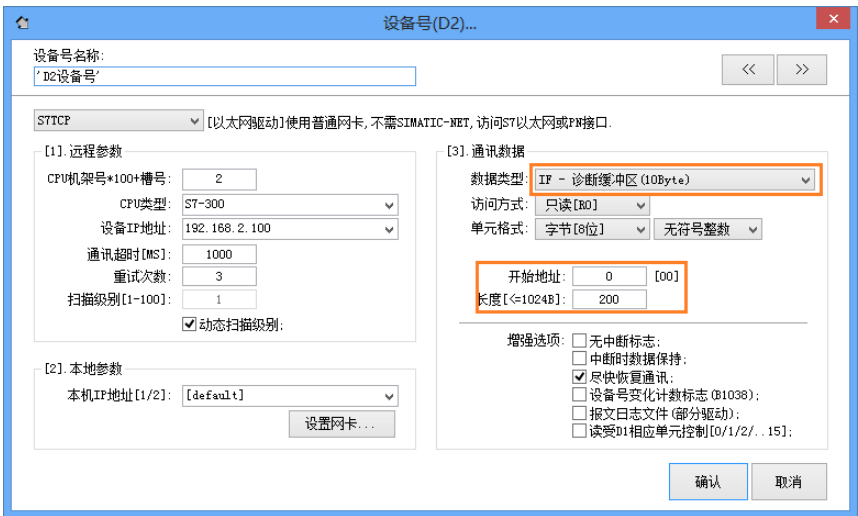 设备号(D2)...
设备号名称:
'D2设备号'
<< >>
S7TCP [以太网驱动]使用普通网卡,不需SIMATIC-NET,访问S7以太网或PN接口.
[1].远程参数
CPU机架号*100+槽号: 2
CPU类型: S7-300
设备IP地址: 192.168.2.100
通讯超时[MS]: 1000
重试次数: 3
扫描级别[1-100]: 1
动态扫描级别;
[2].本地参数
本机IP地址[1/2]: [default]
设置网卡...
[3].通讯数据
数据类型: IF - 诊断缓冲区(10Byte)
访问方式: 只读[RO]
单元格式: 字节[8位] 无符号整数
开始地址: 0 [00]
长度[<=1024B]: 200
增强选项: 无中断标志;
中断时数据保持;
尽快恢复通讯;
设备号变化计数标志(B1038);
报文日志文件(部分驱动);
读受D1相应单元控制[0/1/2/..15];
确认 取消